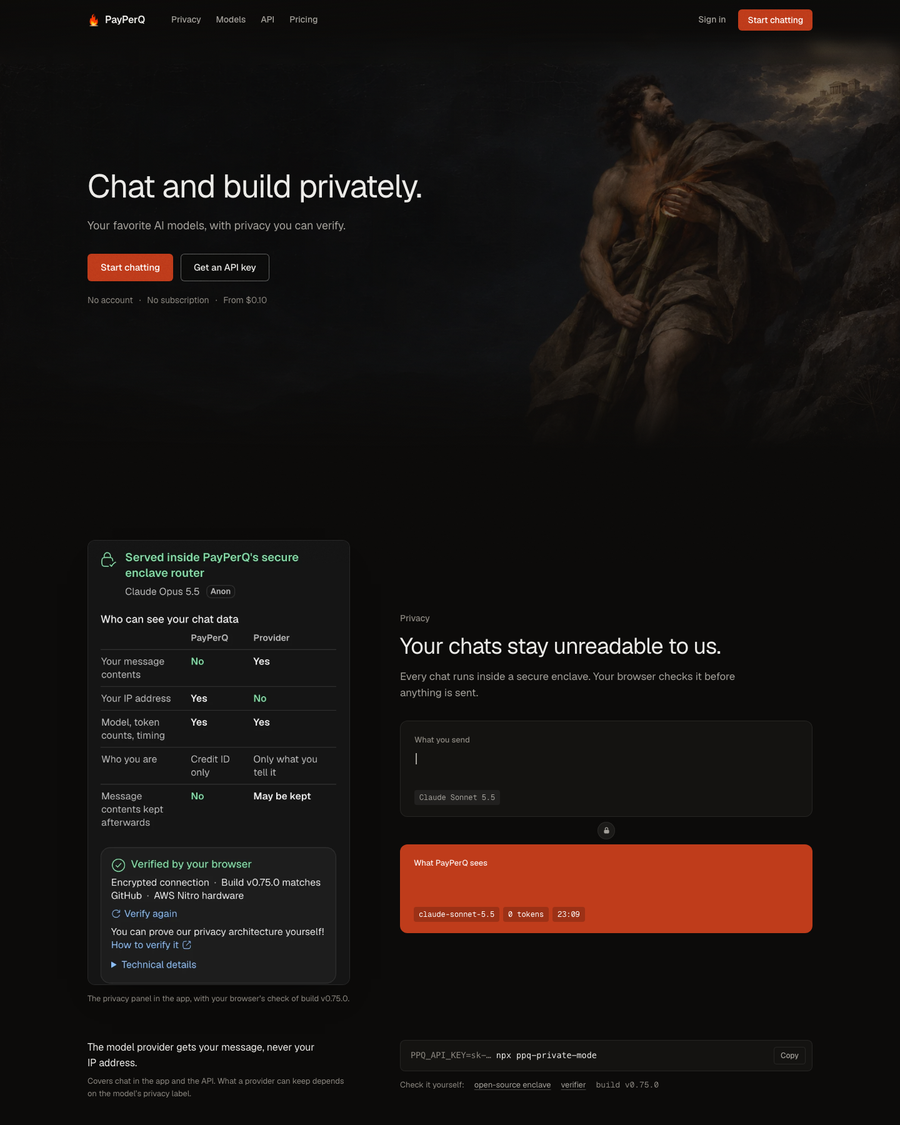 PayPerQ
Privacy
Models
API
Pricing
Sign in
Start chatting
Chat and build privately.
Your favorite AI models, with privacy you can verify.
Start chatting
Get an API key
No account · No subscription · From $0.10
Served inside PayPerQ's secure
enclave router
Claude Opus 5.5 Anon
Who can see your chat data
PayPerQ Provider
Your message No Yes
contents
Your IP address Yes No
Model, token Yes Yes
counts, timing
Who you are Credit ID Only what you
only tell it
Message No May be kept
contents kept
afterwards
Verified by your browser
Encrypted connection · Build v0.75.0 matches
GitHub · AWS Nitro hardware
Verify again
You can prove our privacy architecture yourself!
How to verify it
Technical details
The privacy panel in the app, with your browser's check of build v0.75.0.
Privacy
Your chats stay unreadable to us.
Every chat runs inside a secure enclave. Your browser checks it before
anything is sent.
What you send
Claude Sonnet 5.5
What PayPerQ sees
claude-sonnet-5.5 0 tokens 23:09
The model provider gets your message, never your
IP address.
Covers chat in the app and the API. What a provider can keep depends
on the model's privacy label.
PPQ_API_KEY=sk-… npx ppq-private-mode
Copy
Check it yourself: open-source enclave verifier build v0.75.0